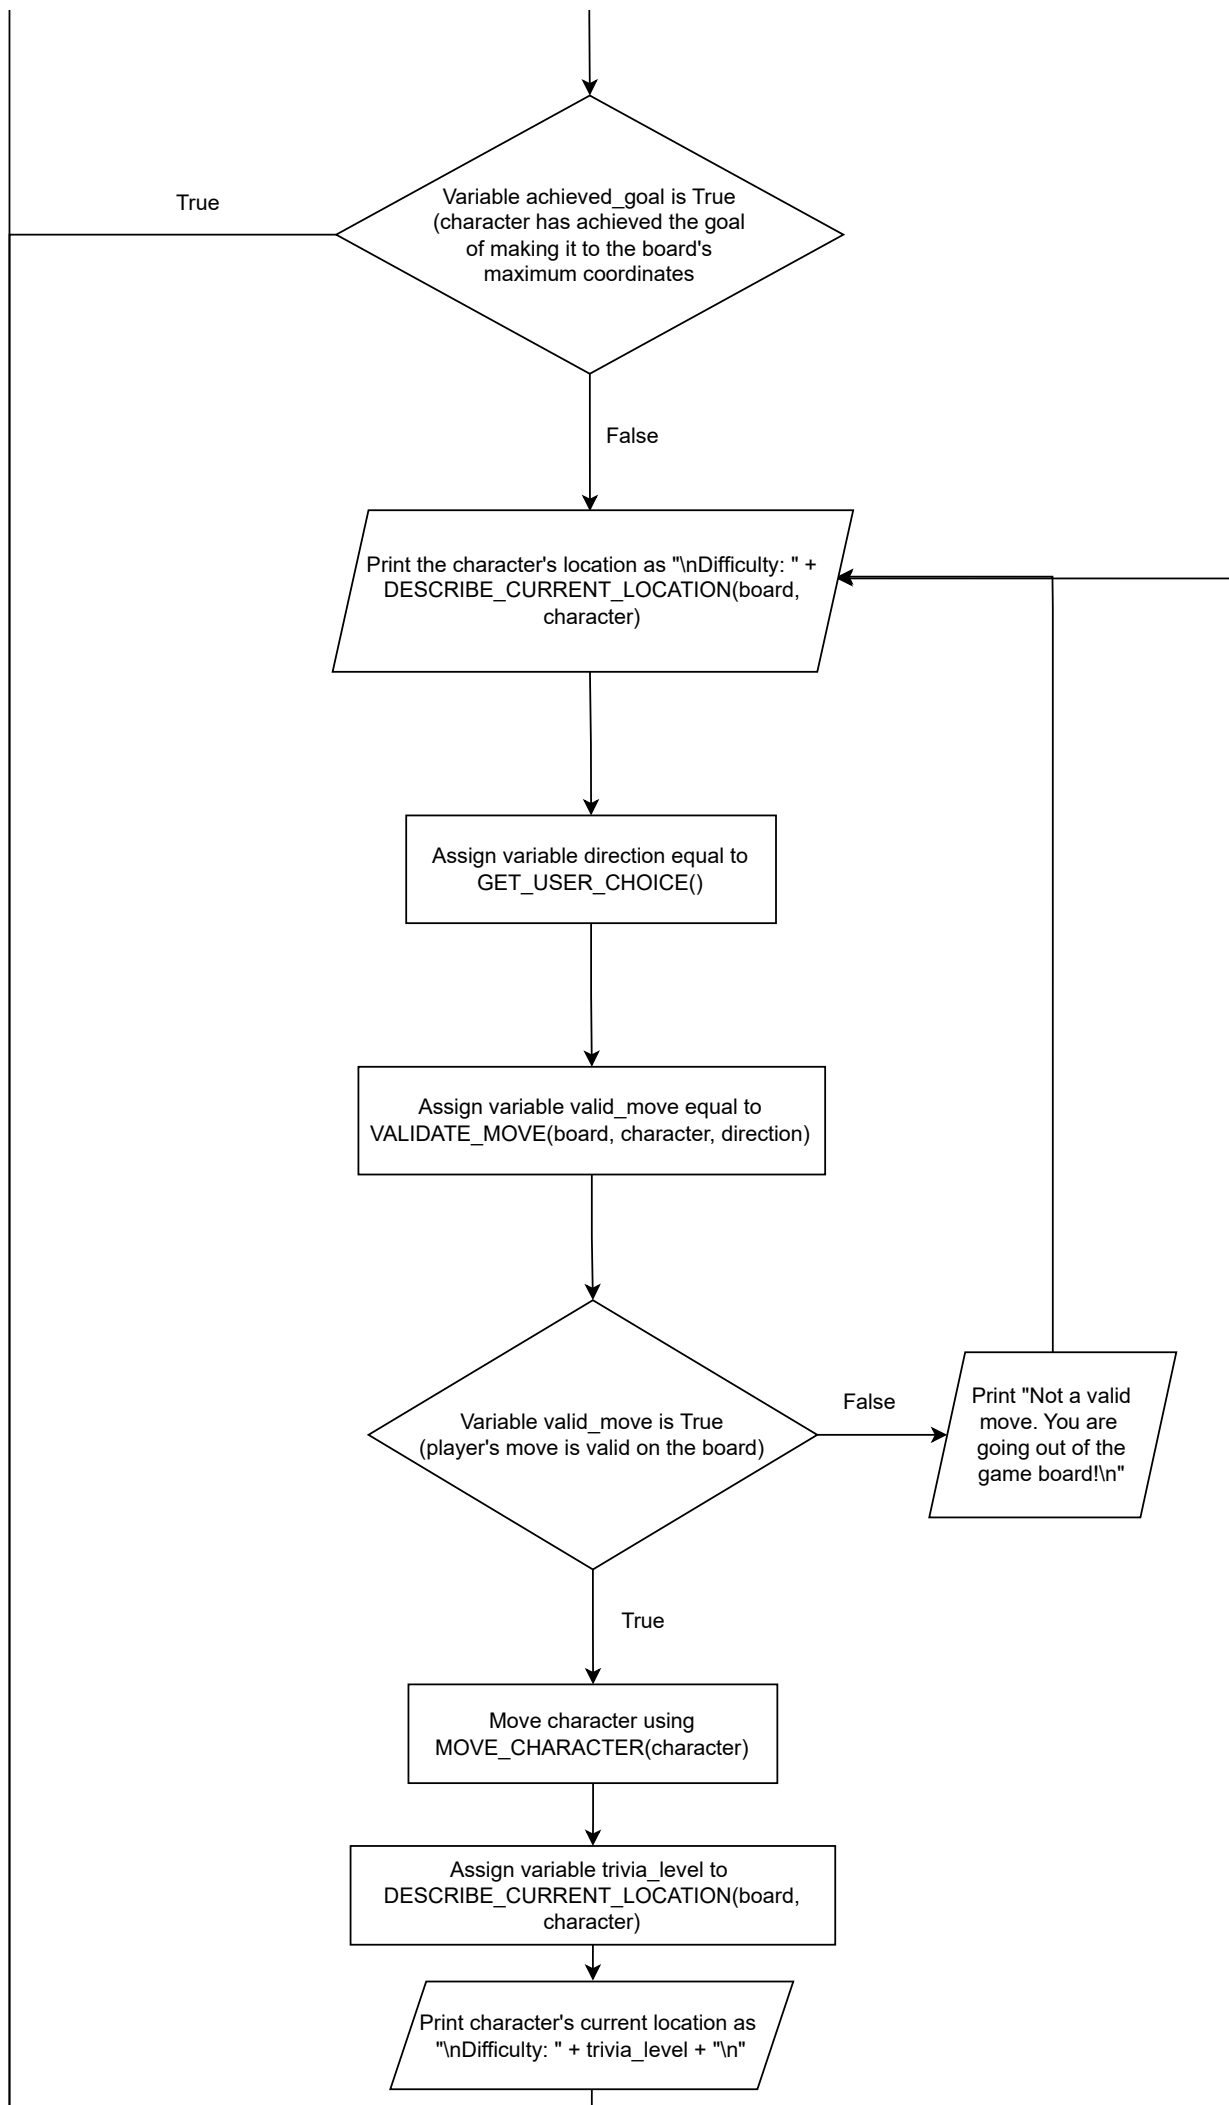 True
Variable achieved_goal is True
(character has achieved the goal
of making it to the board's
maximum coordinates
False
Print the character's location as "\nDifficulty: " +
DESCRIBE_CURRENT_LOCATION(board,
character)
Assign variable direction equal to
GET_USER_CHOICE()
Assign variable valid_move equal to
VALIDATE_MOVE(board, character, direction)
Variable valid_move is True
(player's move is valid on the board)
False
Print "Not a valid
move. You are
going out of the
game board!\n"
True
Move character using
MOVE_CHARACTER(character)
Assign variable trivia_level to
DESCRIBE_CURRENT_LOCATION(board,
character)
Print character's current location as
"\nDifficulty: " + trivia_level + "\n"